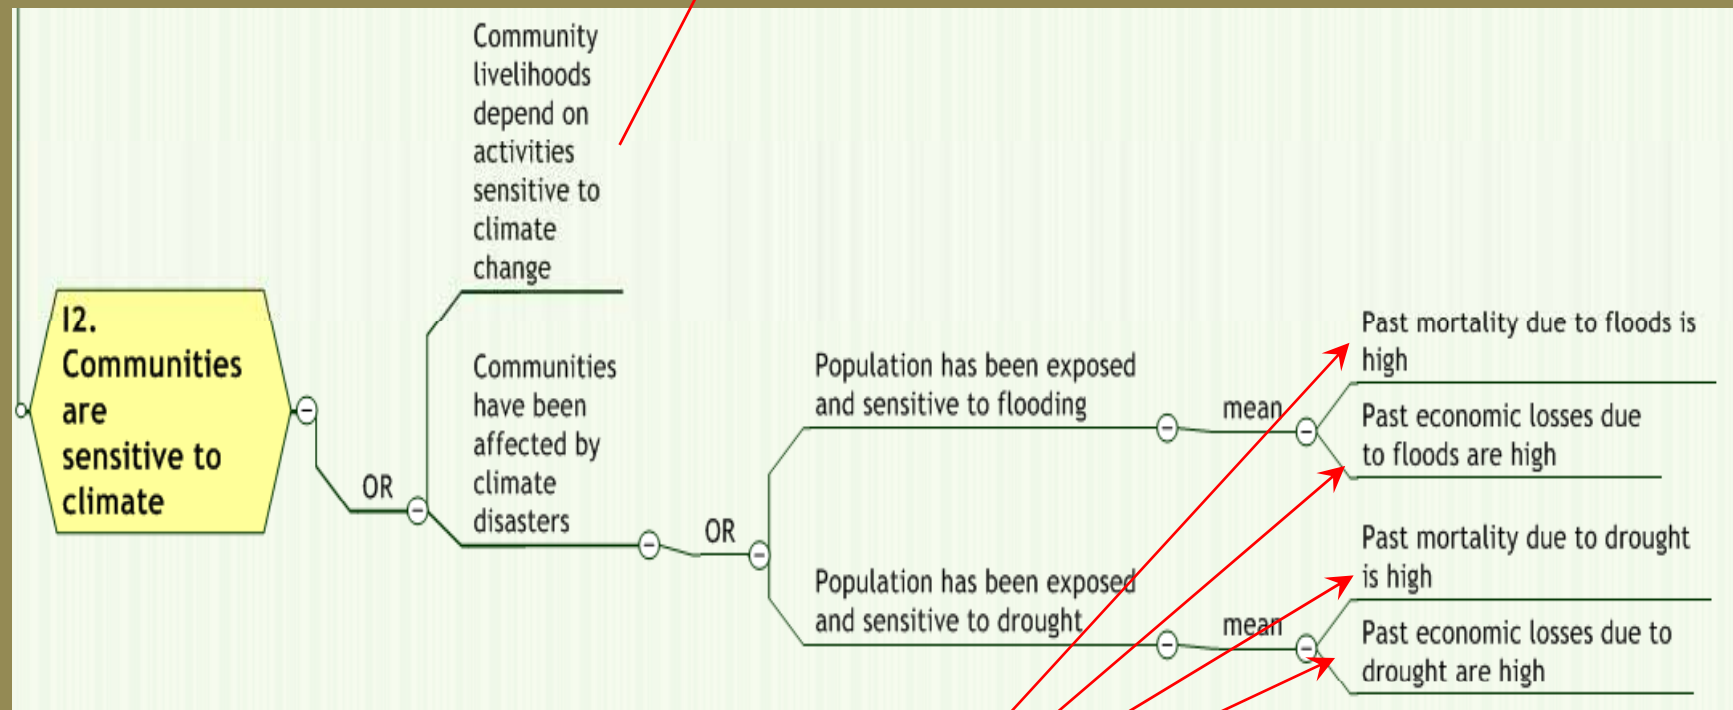 Community
livelihoods
depend on
activities
sensitive to
climate
change
I2.
Communities
are
sensitive to
climate
OR
Communities
have been
affected by
climate
disasters
OR
Population has been exposed
and sensitive to flooding
mean
Past mortality due to floods is
high
Past economic losses due
to floods are high
Population has been exposed
and sensitive to drought
mean
Past mortality due to drought
is high
Past economic losses due to
drought are high